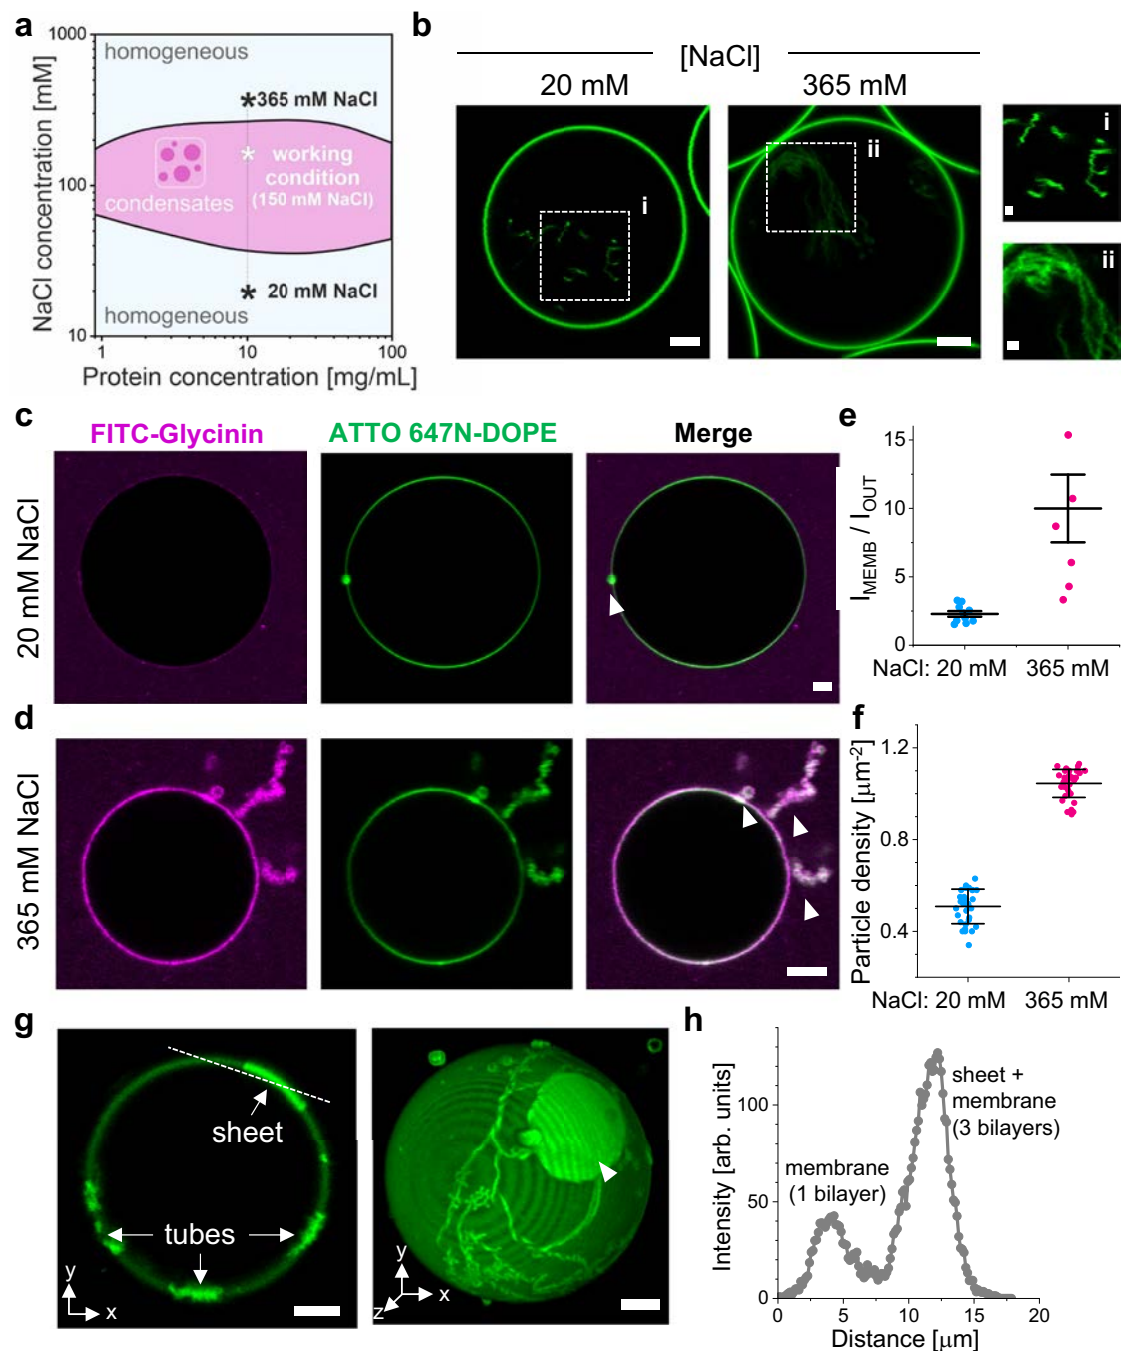 a
NaCl concentration [mM]
1000
100
10
homogeneous
*365 mM NaCl
*
working
condition
(150 mM NaCl)
condensates
* 20 mM NaCl
homogeneous
1
10
100
Protein concentration [mg/mL]
b
[NaCl]
20 mM
365 mM
i
ii
i
ii
c
FITC-Glycinin
ATTO 647N-DOPE
Merge
20 mM NaCl
d
365 mM NaCl
e
I_MEMB / I_OUT
15
10
5
0
NaCl: 20 mM
365 mM
f
Particle density [μm⁻²]
1.2
0.8
0.4
NaCl: 20 mM
365 mM
g
sheet
tubes
y
x
y
x
z
h
Intensity [arb. units]
100
50
0
membrane
(1 bilayer)
sheet +
membrane
(3 bilayers)
0
5
10
15
20
Distance [μm]